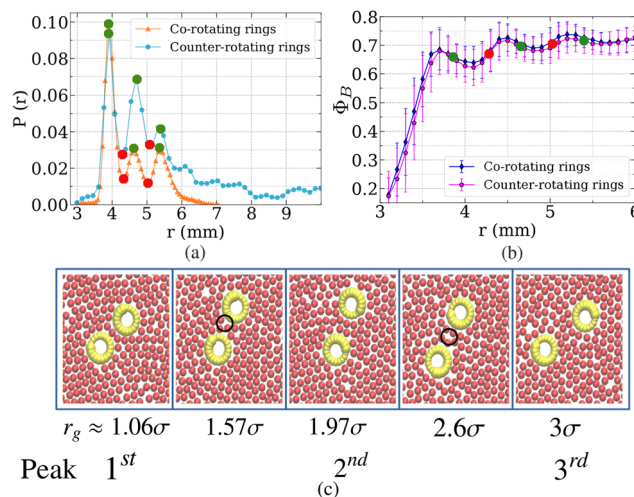 Co-rotating rings
Counter-rotating rings
P (r)
0.10
0.08
0.06
0.04
0.02
0.00
3 4 5 6 7 8 9
r (mm)
(a)
Φ̄_B
0.8
0.7
0.6
0.5
0.4
0.3
0.2
3 4 5 6
r (mm)
Co-rotating rings
Counter-rotating rings
(b)
r_g ≈ 1.06σ 1.57σ 1.97σ 2.6σ 3σ
Peak 1^st 2^nd 3^rd
(c)